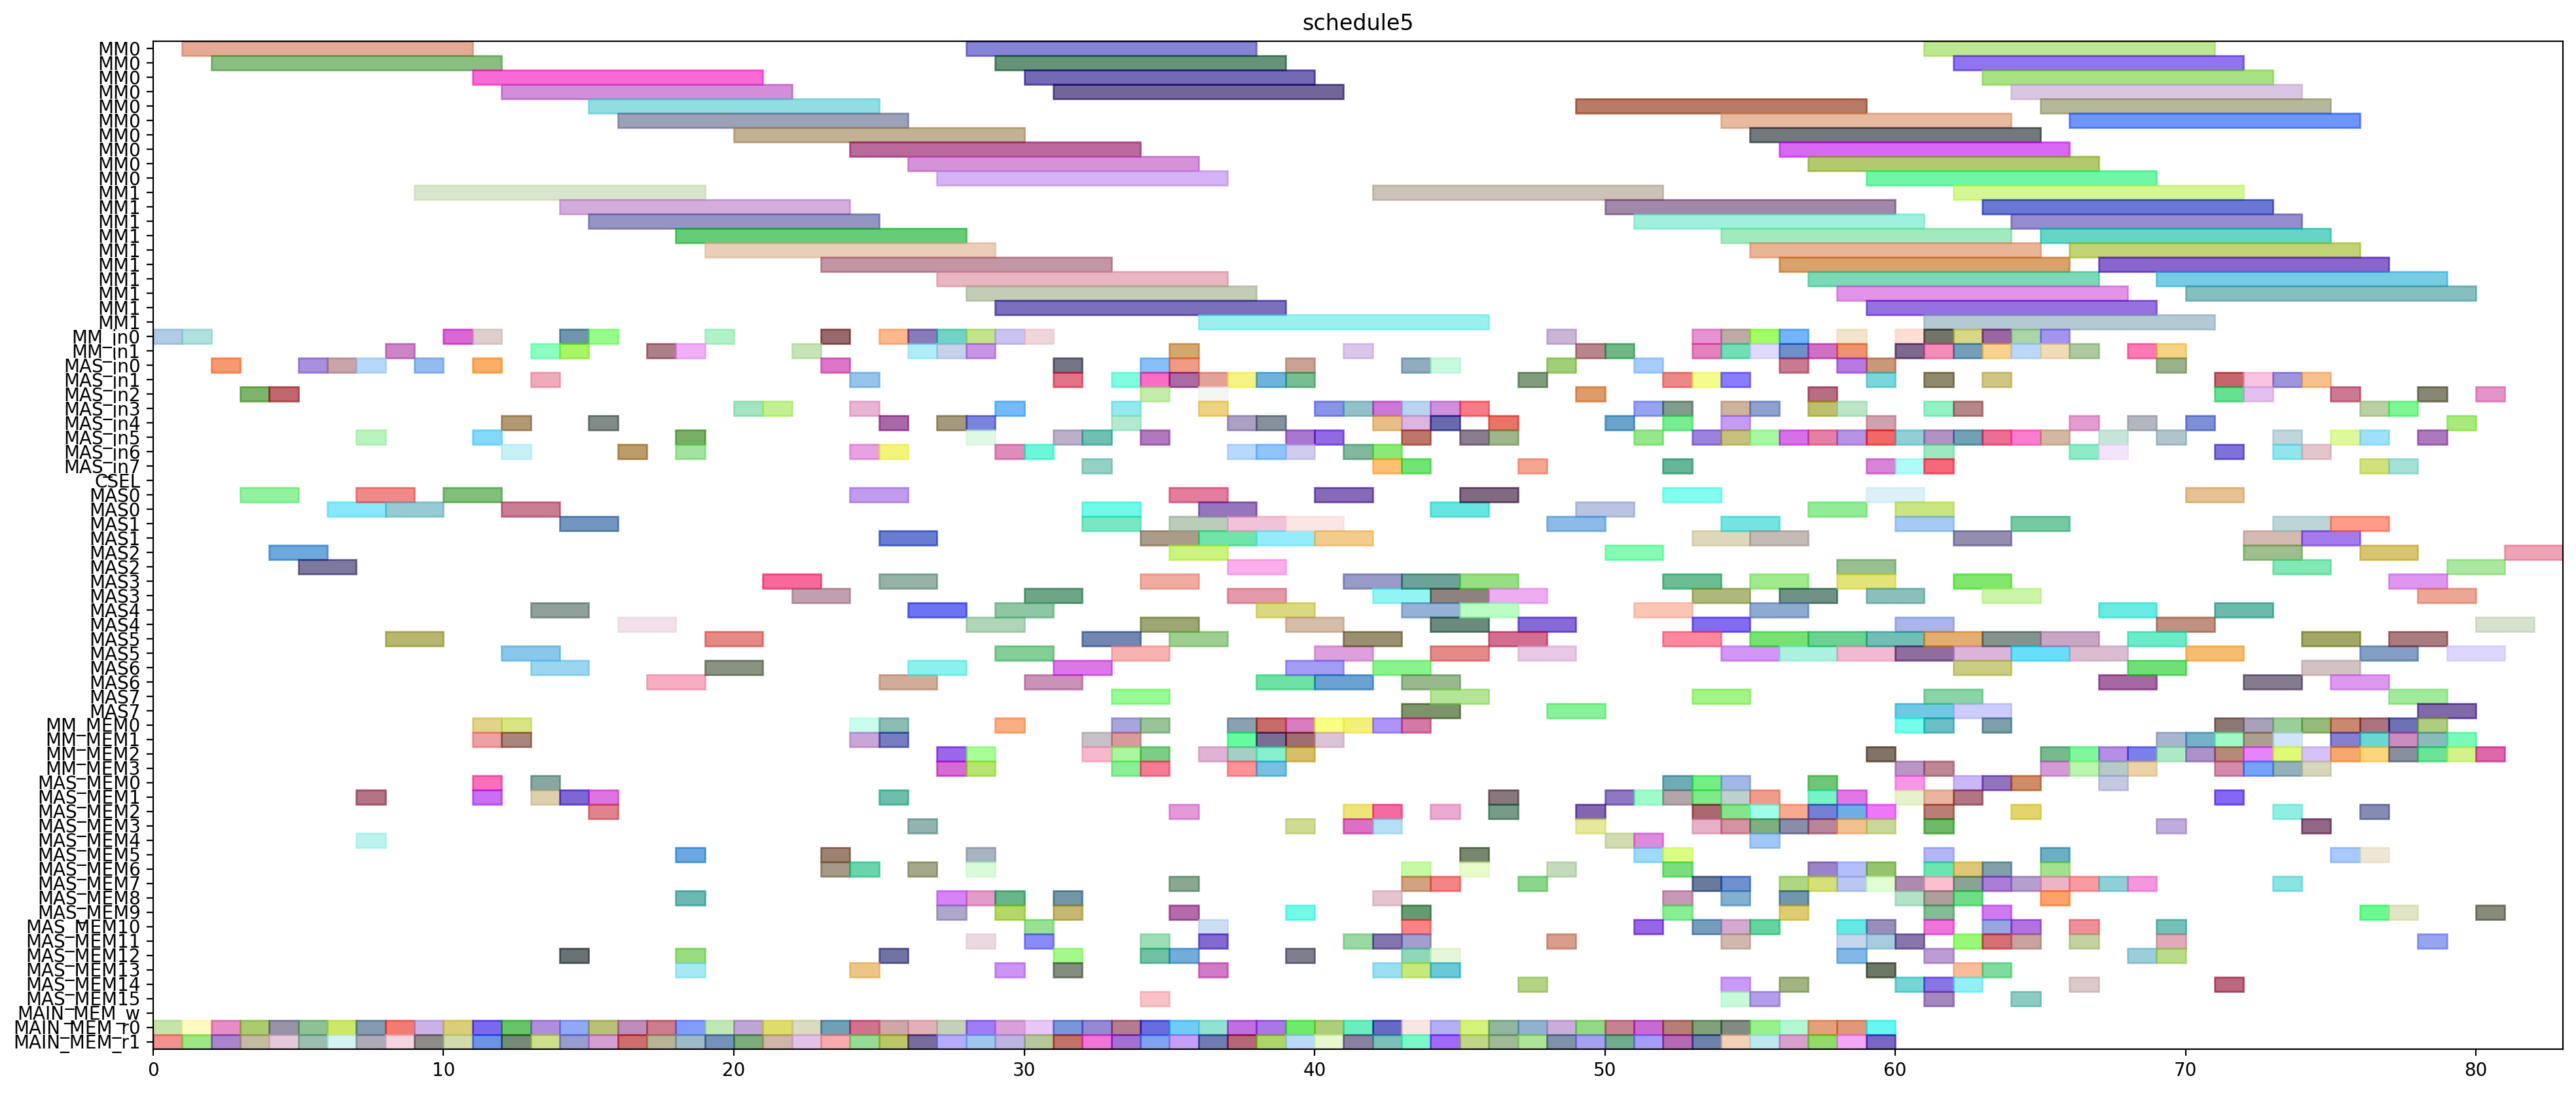 schedule5
MM0
MM0
MM0
MM0
MM0
MM0
MM0
MM0
MM0
MM0
MM1
MM1
MM1
MM1
MM1
MM1
MM1
MM1
MM1
MM1
MM_in0
MM_in1
MAS_in0
MAS_in1
MAS_in2
MAS_in3
MAS_in4
MAS_in5
MAS_in6
MAS_in7
CSEL
MAS0
MAS0
MAS1
MAS1
MAS2
MAS2
MAS3
MAS3
MAS4
MAS4
MAS5
MAS5
MAS6
MAS6
MAS7
MAS7
MM_MEM0
MM_MEM1
MM_MEM2
MM_MEM3
MAS_MEM0
MAS_MEM1
MAS_MEM2
MAS_MEM3
MAS_MEM4
MAS_MEM5
MAS_MEM6
MAS_MEM7
MAS_MEM8
MAS_MEM9
MAS_MEM10
MAS_MEM11
MAS_MEM12
MAS_MEM13
MAS_MEM14
MAS_MEM15
MAIN_MEM_w
MAIN_MEM_r0
MAIN_MEM_r1
0 10 20 30 40 50 60 70 80